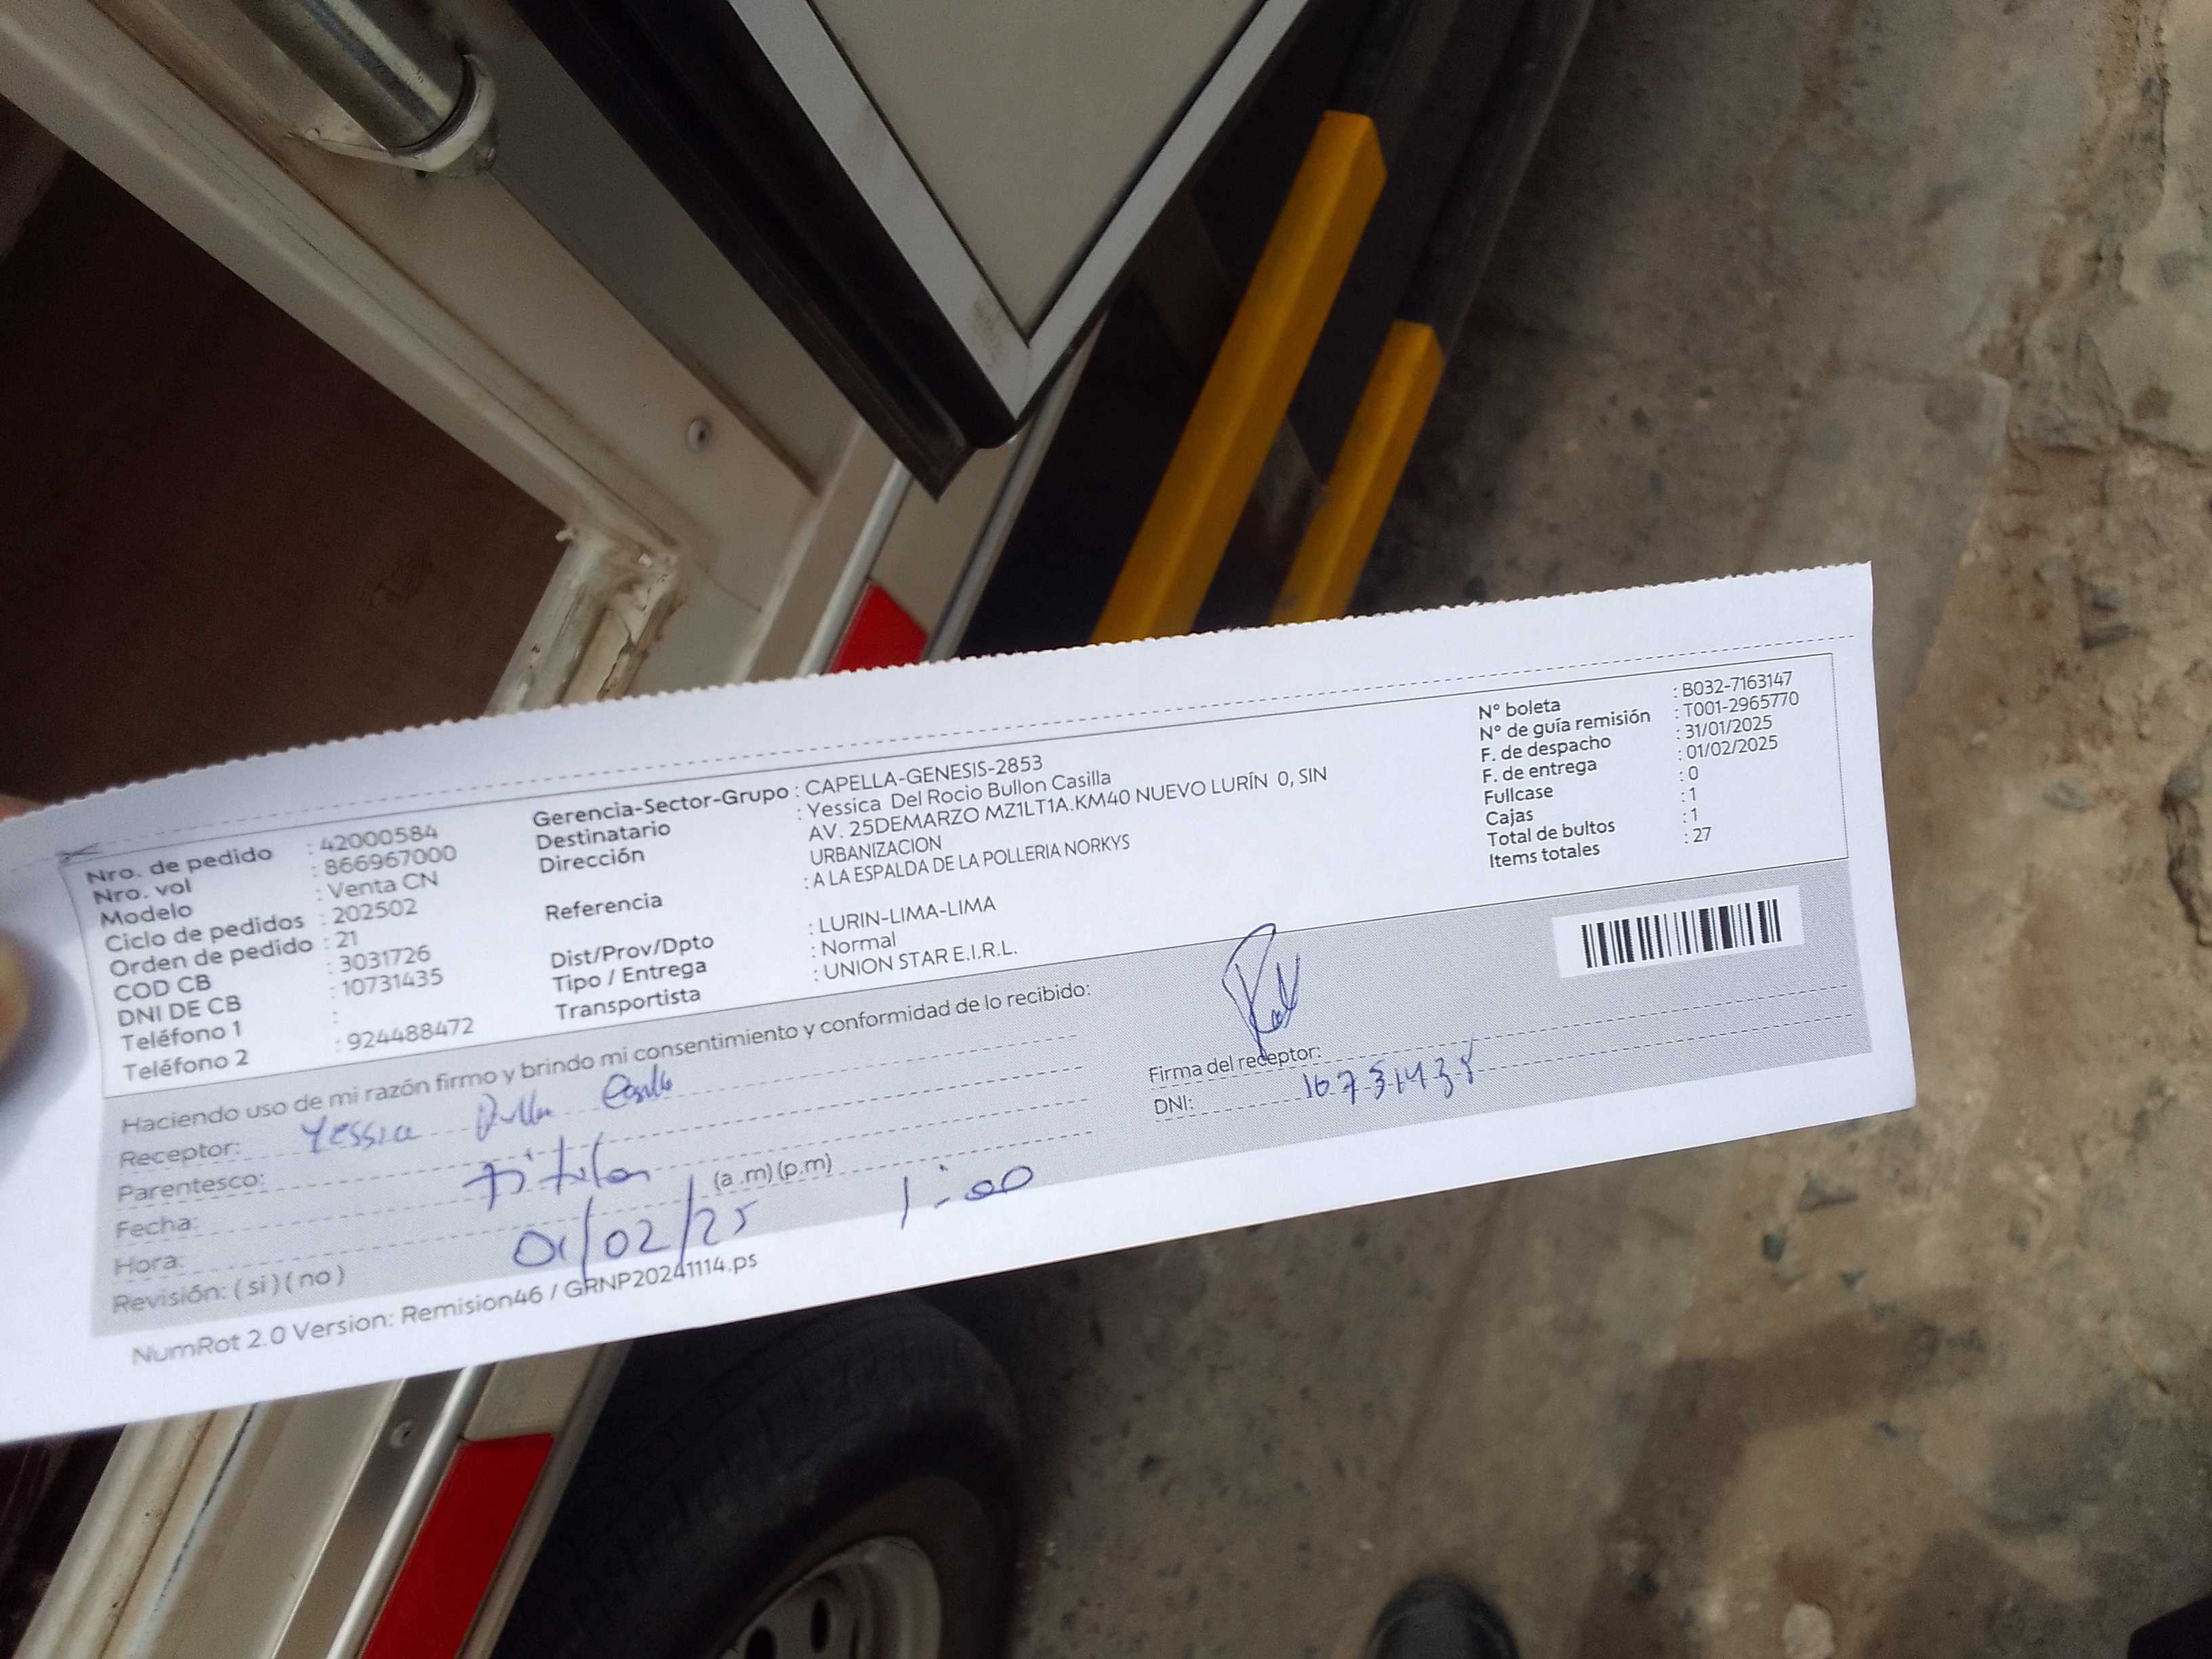 Nro. de pedido : 42000584
Nro. vol : 866967000
Modelo : Venta CN
Ciclo de pedidos : 202502
Orden de pedido : 21
COD CB : 3031726
DNI DE CB : 10731435
Teléfono 1 :
Teléfono 2 : 924488472
Gerencia-Sector-Grupo : CAPELLA-GENESIS-2853
Destinatario : Yessica Del Rocio Bullon Casilla
Dirección AV. 25DEMARZO MZ1LT1A.KM40 NUEVO LURÍN 0, SIN
URBANIZACION
Referencia : A LA ESPALDA DE LA POLLERIA NORKYS
Dist/Prov/Dpto : LURIN-LIMA-LIMA
Tipo / Entrega : Normal
Transportista : UNION STAR E.I.R.L.
N° boleta : B032-7163147
N° de guía remisión : T001-2965770
F. de despacho : 31/01/2025
F. de entrega : 01/02/2025
Fullcase : 0
Cajas : 1
Total de bultos : 1
Items totales : 27
Haciendo uso de mi razón firmo y brindo mi consentimiento y conformidad de lo recibido:
Receptor: Yessica
Parentesco: Titular
Fecha: 01/02/25
Hora: (a .m) (p.m) 1:00
Revisión: ( si ) ( no )
Firma del receptor:
DNI: 10731435
NumRot 2.0 Version: Remision46 / GRNP20241114.ps